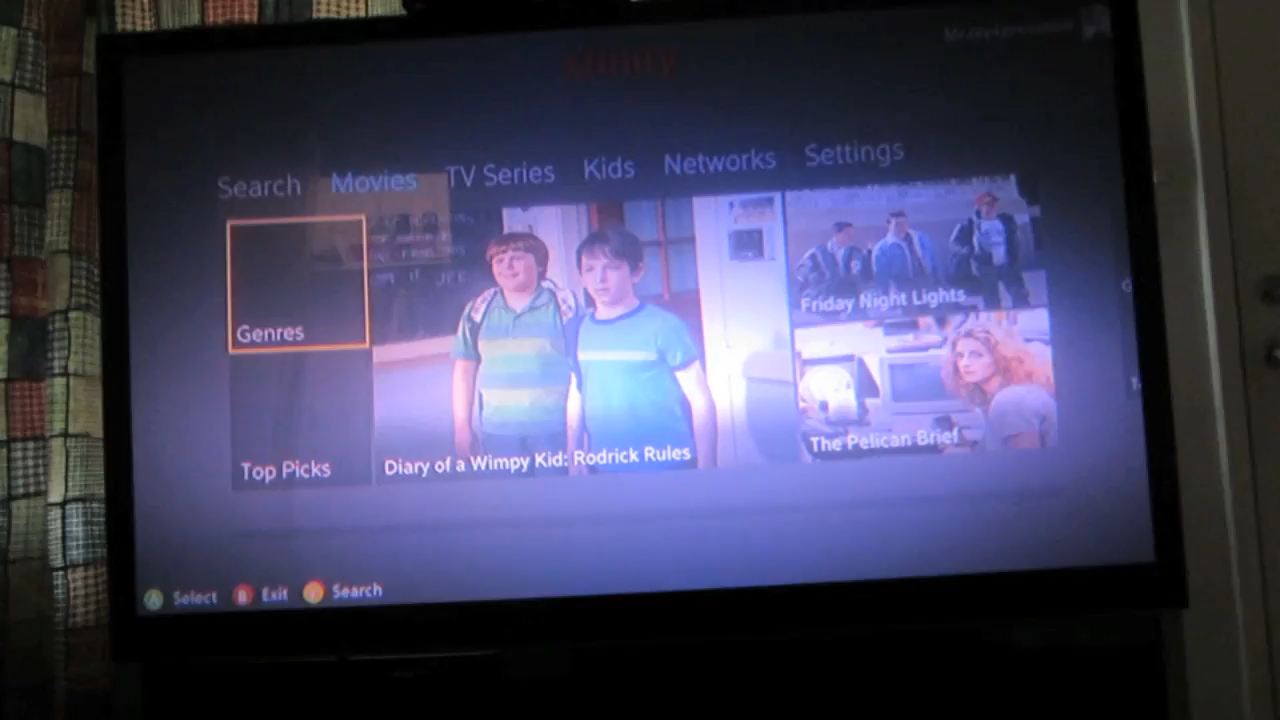 xfinity
Search Movies TV Series Kids Networks Settings
Genres
Top Picks
Diary of a Wimpy Kid: Rodrick Rules
Friday Night Lights
The Pelican Brief
A Select B Exit Y Search